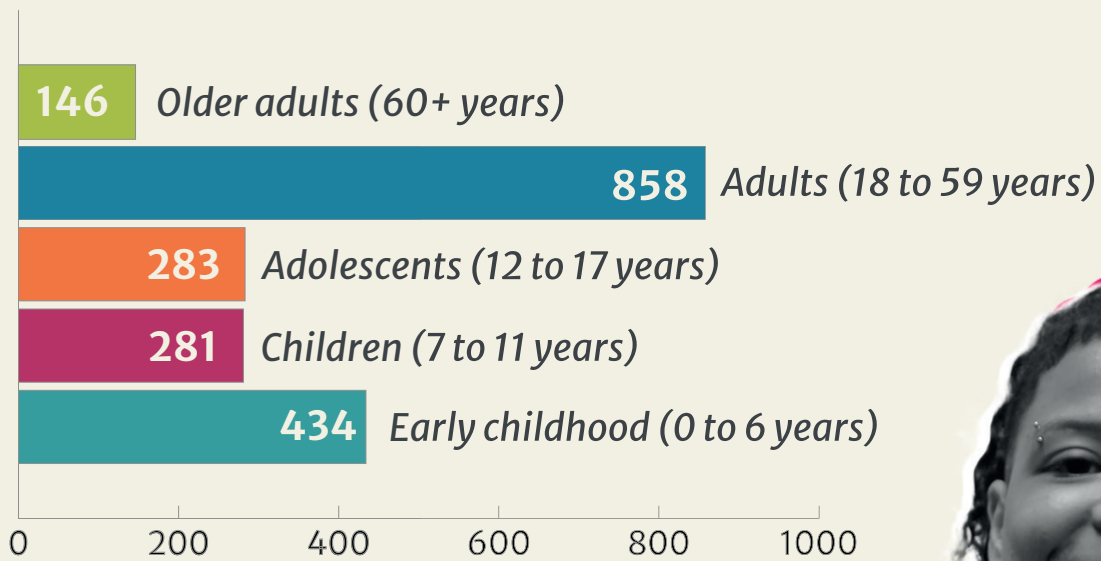 146 Older adults (60+ years)
858 Adults (18 to 59 years)
283 Adolescents (12 to 17 years)
281 Children (7 to 11 years)
434 Early childhood (0 to 6 years)
0 200 400 600 800 1000